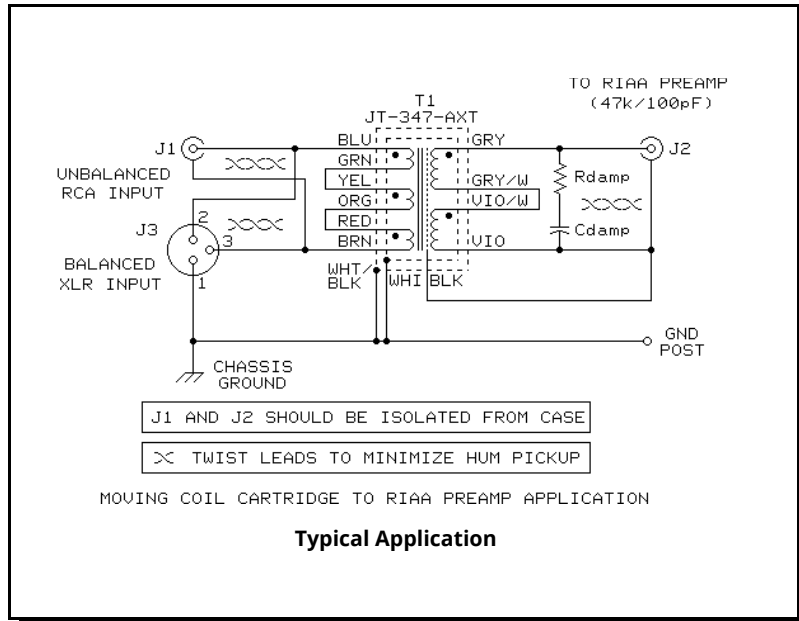 TO RIAA PREAMP
(47k/100pF)
T1
JT-347-AXT
J1
BLU
GRY
J2
GRN
UNBALANCED
RCA INPUT
YEL
GRY/W
Rdamp
ORG
VIO/W
J3
2
RED
Cdamp
3
BRN
VIO
BALANCED
XLR INPUT
1
WHT/
BLK
WHI
BLK
GND
POST
CHASSIS
GROUND
J1 AND J2 SHOULD BE ISOLATED FROM CASE
TWIST LEADS TO MINIMIZE HUM PICKUP
MOVING COIL CARTRIDGE TO RIAA PREAMP APPLICATION
Typical Application